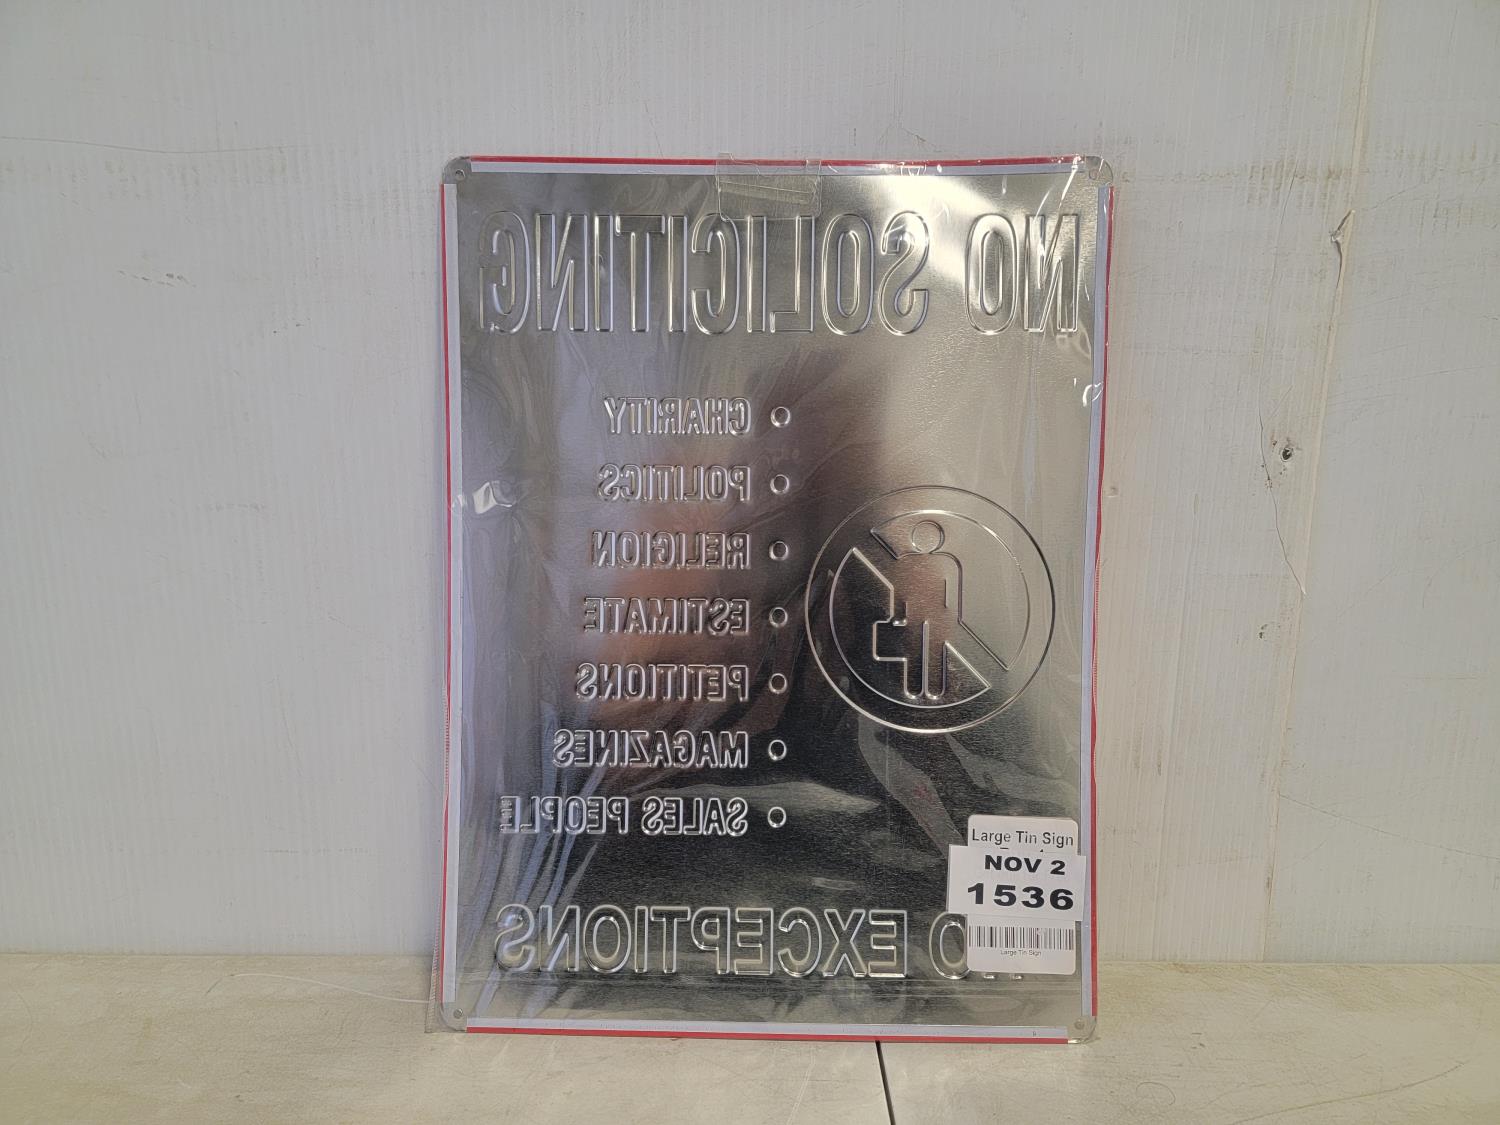 NO SOLICITING
• CHARITY
• POLITICS
• RELIGION
• ESTIMATE
• PETITIONS
• MAGAZINES
• SALES PEOPLE
O EXCEPTIONS
Large Tin Sign
NOV 2
1536
Large Tin Sign